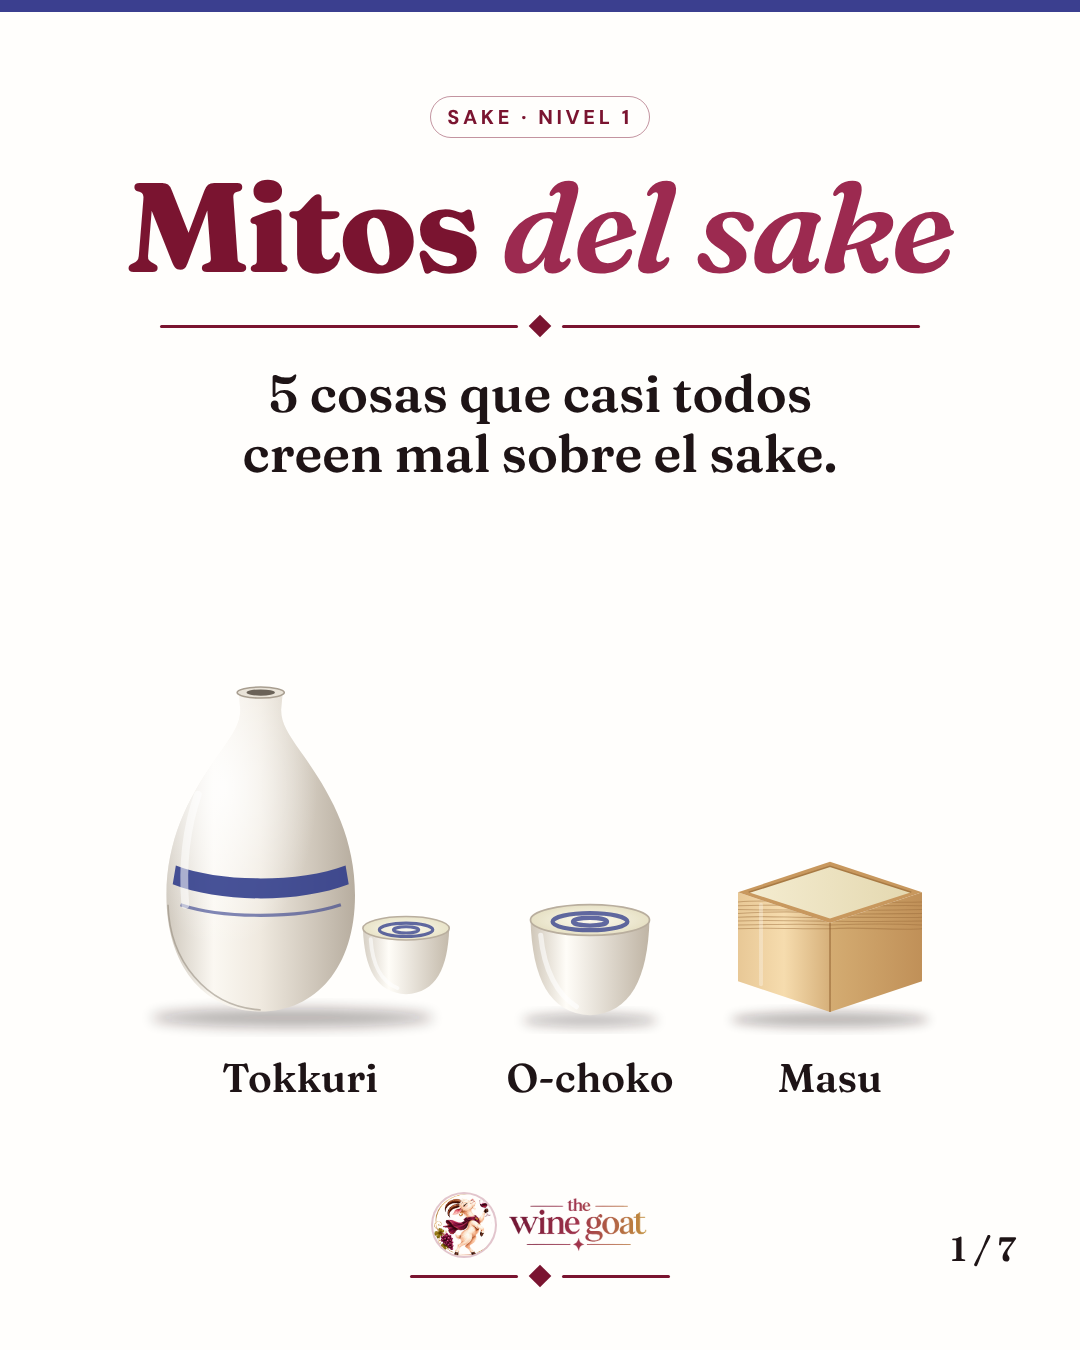 SAKE · NIVEL 1
Mitos del sake
5 cosas que casi todos
creen mal sobre el sake.
Tokkuri
O-choko
Masu
the
wine goat
1 / 7